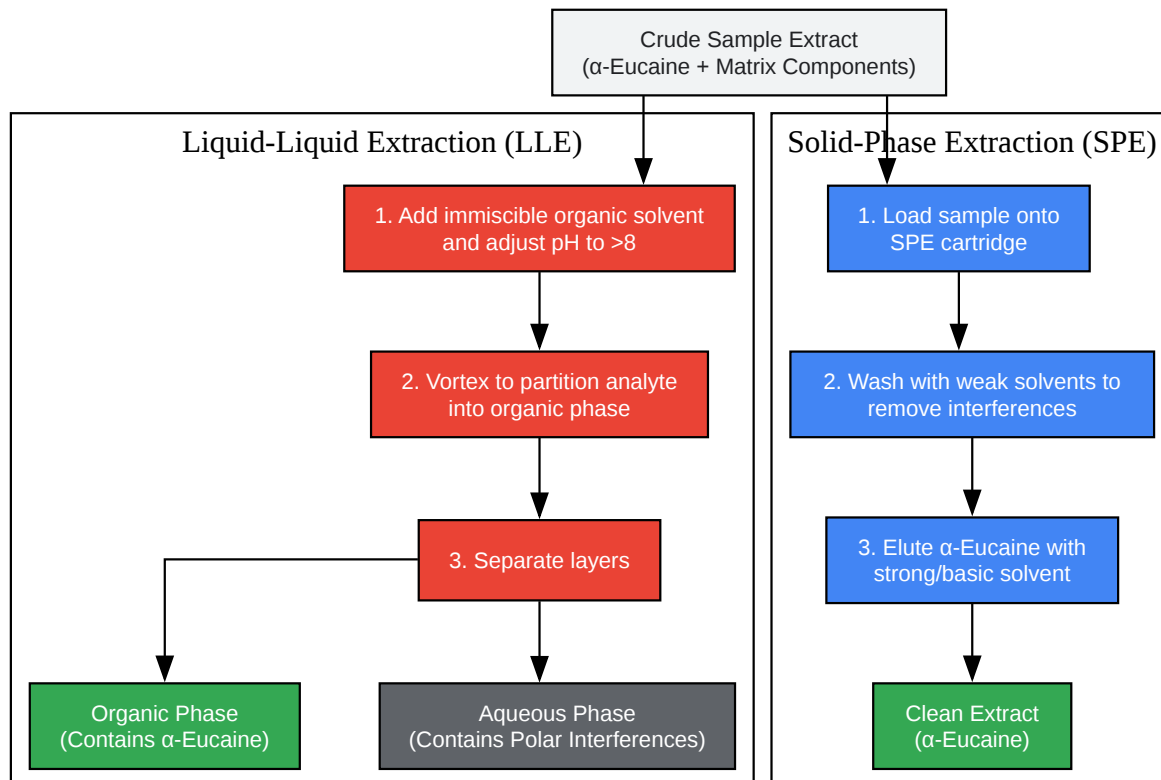 Crude Sample Extract
(α-Eucaine + Matrix Components)
Liquid-Liquid Extraction (LLE)
1. Add immiscible organic solvent
and adjust pH to >8
2. Vortex to partition analyte
into organic phase
3. Separate layers
Organic Phase
(Contains α-Eucaine)
Aqueous Phase
(Contains Polar Interferences)
Solid-Phase Extraction (SPE)
1. Load sample onto
SPE cartridge
2. Wash with weak solvents to
remove interferences
3. Elute α-Eucaine with
strong/basic solvent
Clean Extract
(α-Eucaine)